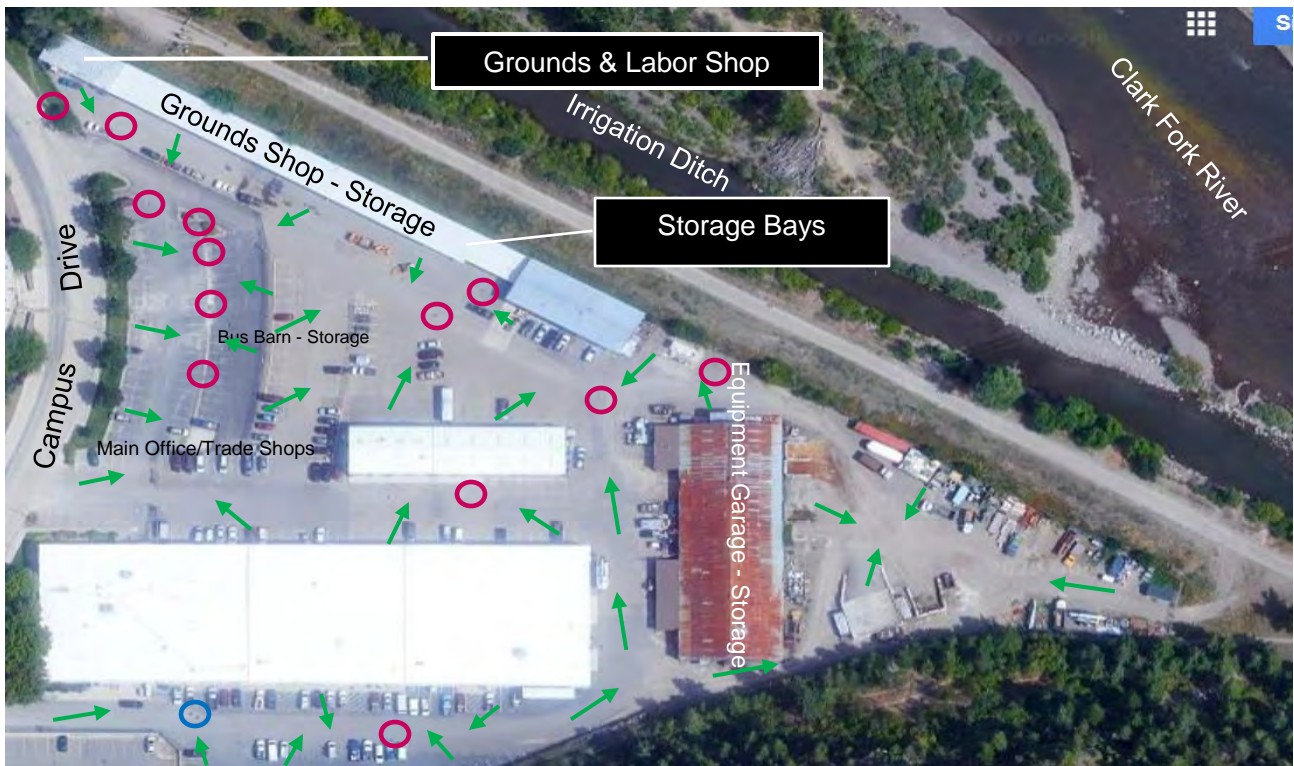 Grounds & Labor Shop
Clark Fork River
Irrigation Ditch
Grounds Shop - Storage
Storage Bays
Campus Drive
Bus Barn - Storage
Equipment Garage - Storage
Main Office/Trade Shops